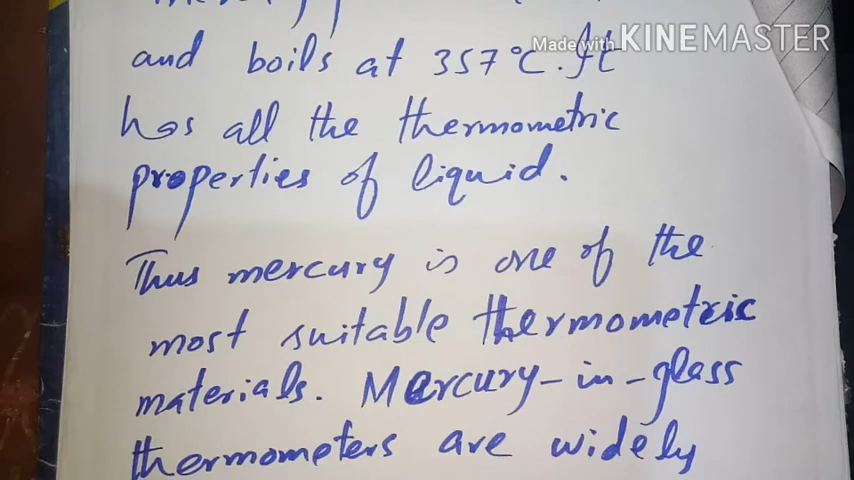 and boils at 357°C. It
has all the thermometric
properties of liquid.
Thus mercury is one of the
most suitable thermometric
materials. Mercury-in-glass
thermometers are widely
Made with KINEMASTER